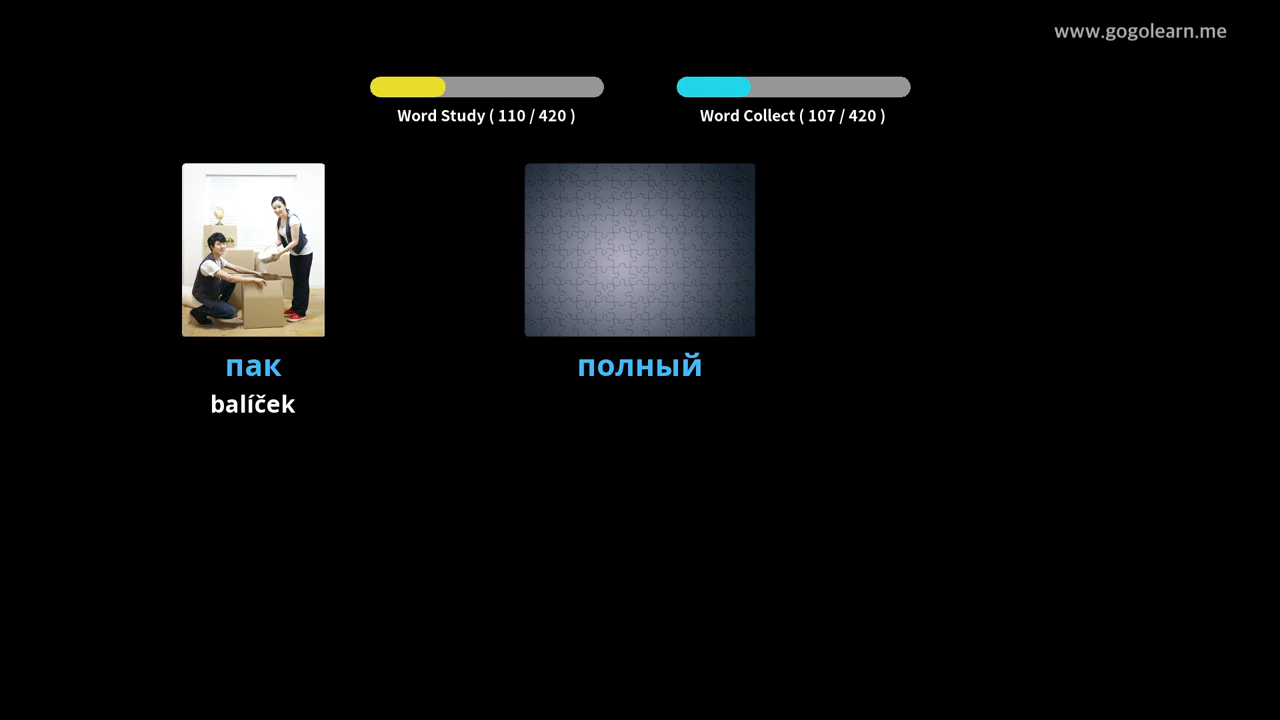 www.gogolearn.me
Word Study ( 110 / 420 )
Word Collect ( 107 / 420 )
пак
полный
balíček